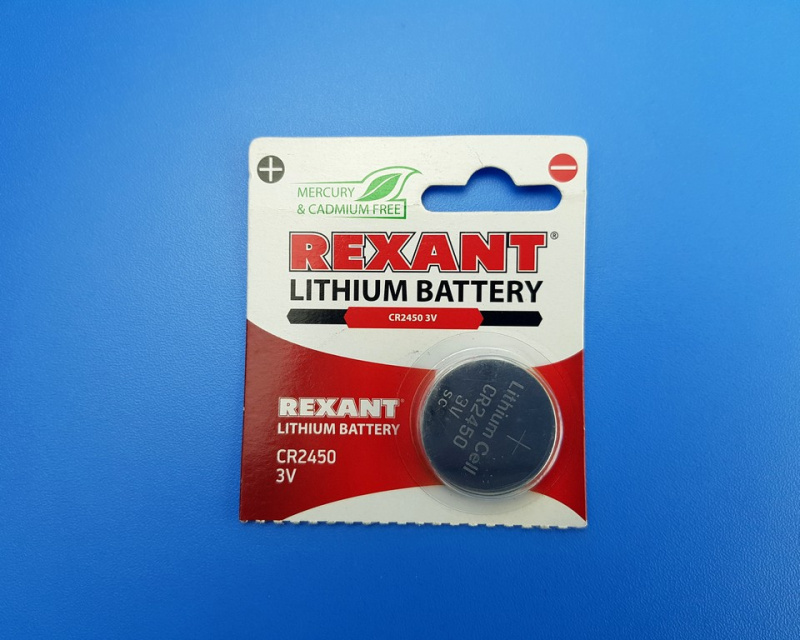 MERCURY
& CADMIUM FREE
REXANT®
LITHIUM BATTERY
CR2450 3V
REXANT®
LITHIUM BATTERY
CR2450
3V
Lithium Cell
CR2450
3V
SC
+